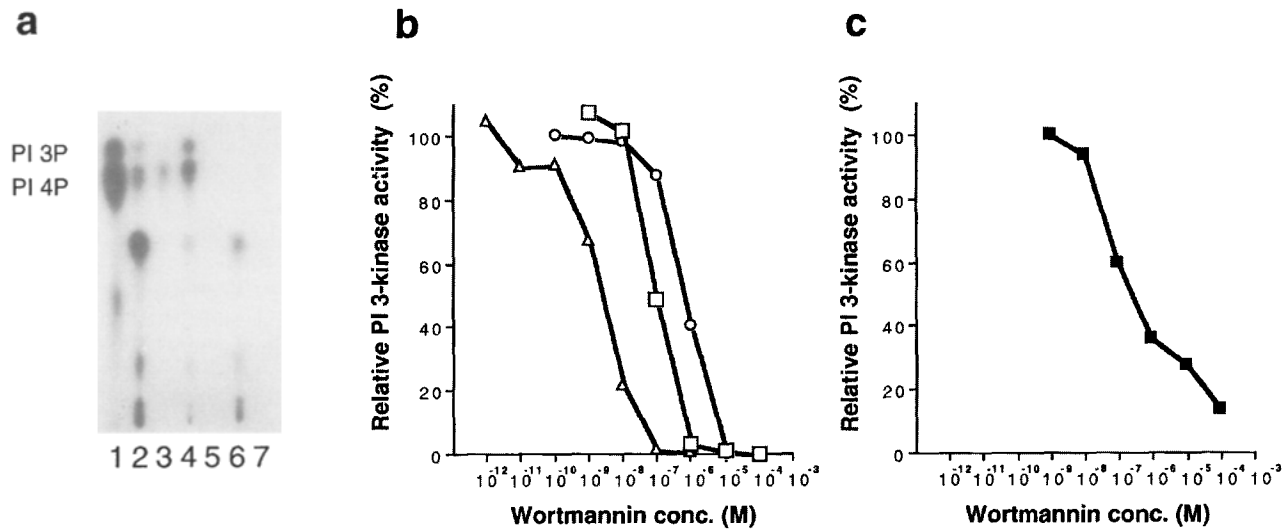 a
PI 3P
PI 4P
1 2 3 4 5 6 7
b
Relative PI 3-kinase activity (%)
100
80
60
40
20
0
10⁻¹² 10⁻¹¹ 10⁻¹⁰ 10⁻⁹ 10⁻⁸ 10⁻⁷ 10⁻⁶ 10⁻⁵ 10⁻⁴ 10⁻³
Wortmannin conc. (M)
c
Relative PI 3-kinase activity (%)
100
80
60
40
20
0
10⁻¹² 10⁻¹¹ 10⁻¹⁰ 10⁻⁹ 10⁻⁸ 10⁻⁷ 10⁻⁶ 10⁻⁵ 10⁻⁴ 10⁻³
Wortmannin conc. (M)